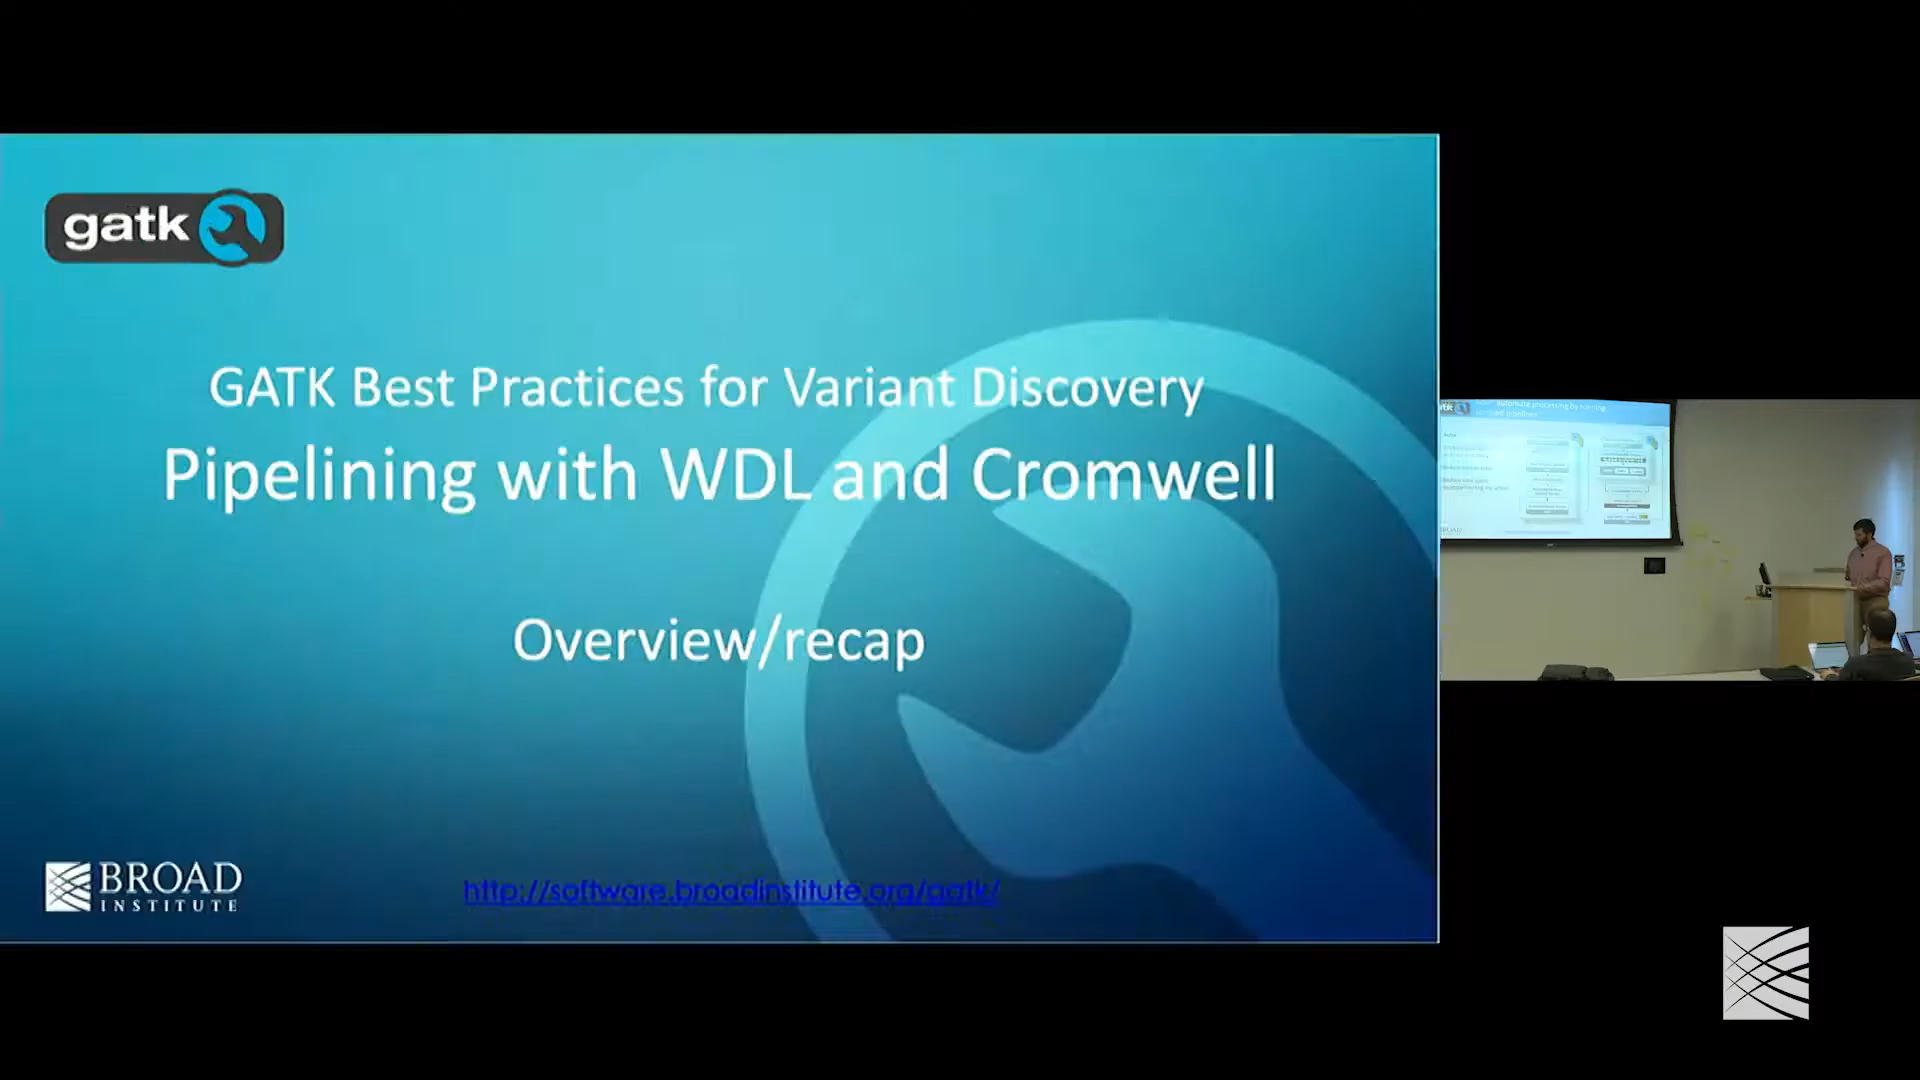 gatk
GATK Best Practices for Variant Discovery
Pipelining with WDL and Cromwell
Overview/recap
BROAD
INSTITUTE
http://software.broadinstitute.org/gatk/